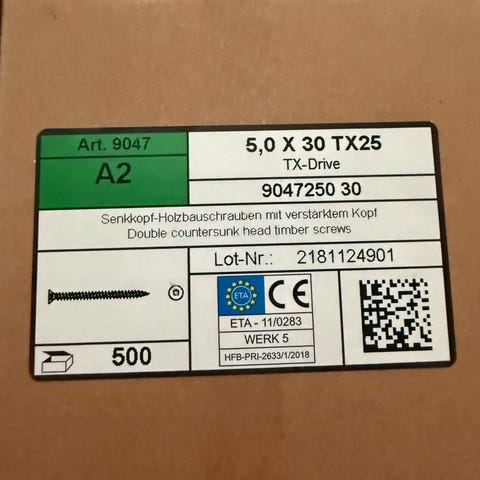 Art. 9047
A2
5,0 X 30 TX25
TX-Drive
9047250 30
Senkkopf-Holzbauschrauben mit verstärktem Kopf
Double countersunk head timber screws
Lot-Nr.: 2181124901
500
ETA
CE
ETA - 11/0283
WERK 5
HFB-PRI-2633/1/2018